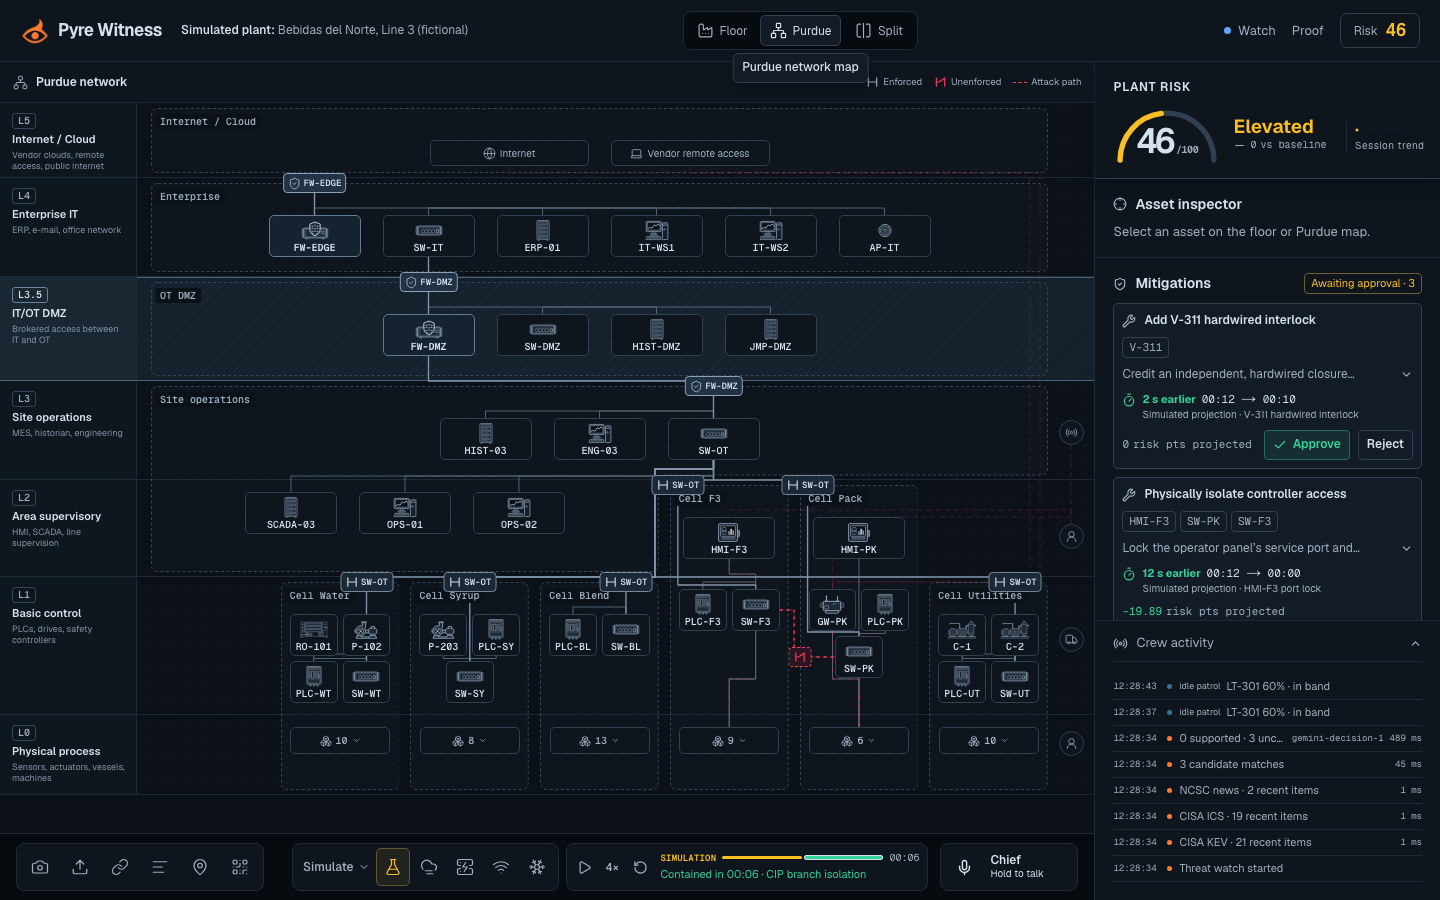 Pyre Witness
Simulated plant: Bebidas del Norte, Line 3 (fictional)
Floor
Purdue
Split
Watch
Proof
Risk 46
Purdue network
Purdue network map
Enforced
Unenforced
Attack path
L5
Internet / Cloud
Vendor clouds, remote
access, public internet
Internet / Cloud
Internet
Vendor remote access
L4
Enterprise IT
ERP, e-mail, office network
FW-EDGE
Enterprise
FW-EDGE
SW-IT
ERP-01
IT-WS1
IT-WS2
AP-IT
L3.5
IT/OT DMZ
Brokered access between
IT and OT
FW-DMZ
OT DMZ
FW-DMZ
SW-DMZ
HIST-DMZ
JMP-DMZ
L3
Site operations
MES, historian, engineering
FW-DMZ
Site operations
HIST-03
ENG-03
SW-OT
L2
Area supervisory
HMI, SCADA, line
supervision
SW-OT
SW-OT
Cell F3
Cell Pack
SCADA-03
OPS-01
OPS-02
HMI-F3
HMI-PK
L1
Basic control
PLCs, drives, safety
controllers
SW-OT
SW-OT
SW-OT
SW-OT
Cell Water
Cell Syrup
Cell Blend
Cell Utilities
RO-101
P-102
P-203
PLC-SY
PLC-BL
SW-BL
PLC-F3
SW-F3
GW-PK
PLC-PK
C-1
C-2
PLC-WT
SW-WT
SW-SY
SW-PK
PLC-UT
SW-UT
L0
Physical process
Sensors, actuators, vessels,
machines
10
8
13
9
6
10
Simulate
4×
SIMULATION
00:06
Contained in 00:06 · CIP branch isolation
Chief
Hold to talk
PLANT RISK
46 /100
Elevated
— 0 vs baseline
Session trend
Asset inspector
Select an asset on the floor or Purdue map.
Mitigations
Awaiting approval · 3
Add V-311 hardwired interlock
V-311
Credit an independent, hardwired closure...
2 s earlier 00:12 → 00:10
Simulated projection · V-311 hardwired interlock
0 risk pts projected
Approve
Reject
Physically isolate controller access
HMI-F3
SW-PK
SW-F3
Lock the operator panel's service port and...
12 s earlier 00:12 → 00:00
Simulated projection · HMI-F3 port lock
−19.89 risk pts projected
Crew activity
12:28:43 idle patrol LT-301 60% · in band
12:28:37 idle patrol LT-301 60% · in band
12:28:34 0 supported · 3 unc... gemini-decision-1 489 ms
12:28:34 3 candidate matches 45 ms
12:28:34 NCSC news · 2 recent items 1 ms
12:28:34 CISA ICS · 19 recent items 1 ms
12:28:34 CISA KEV · 21 recent items 1 ms
12:28:34 Threat watch started